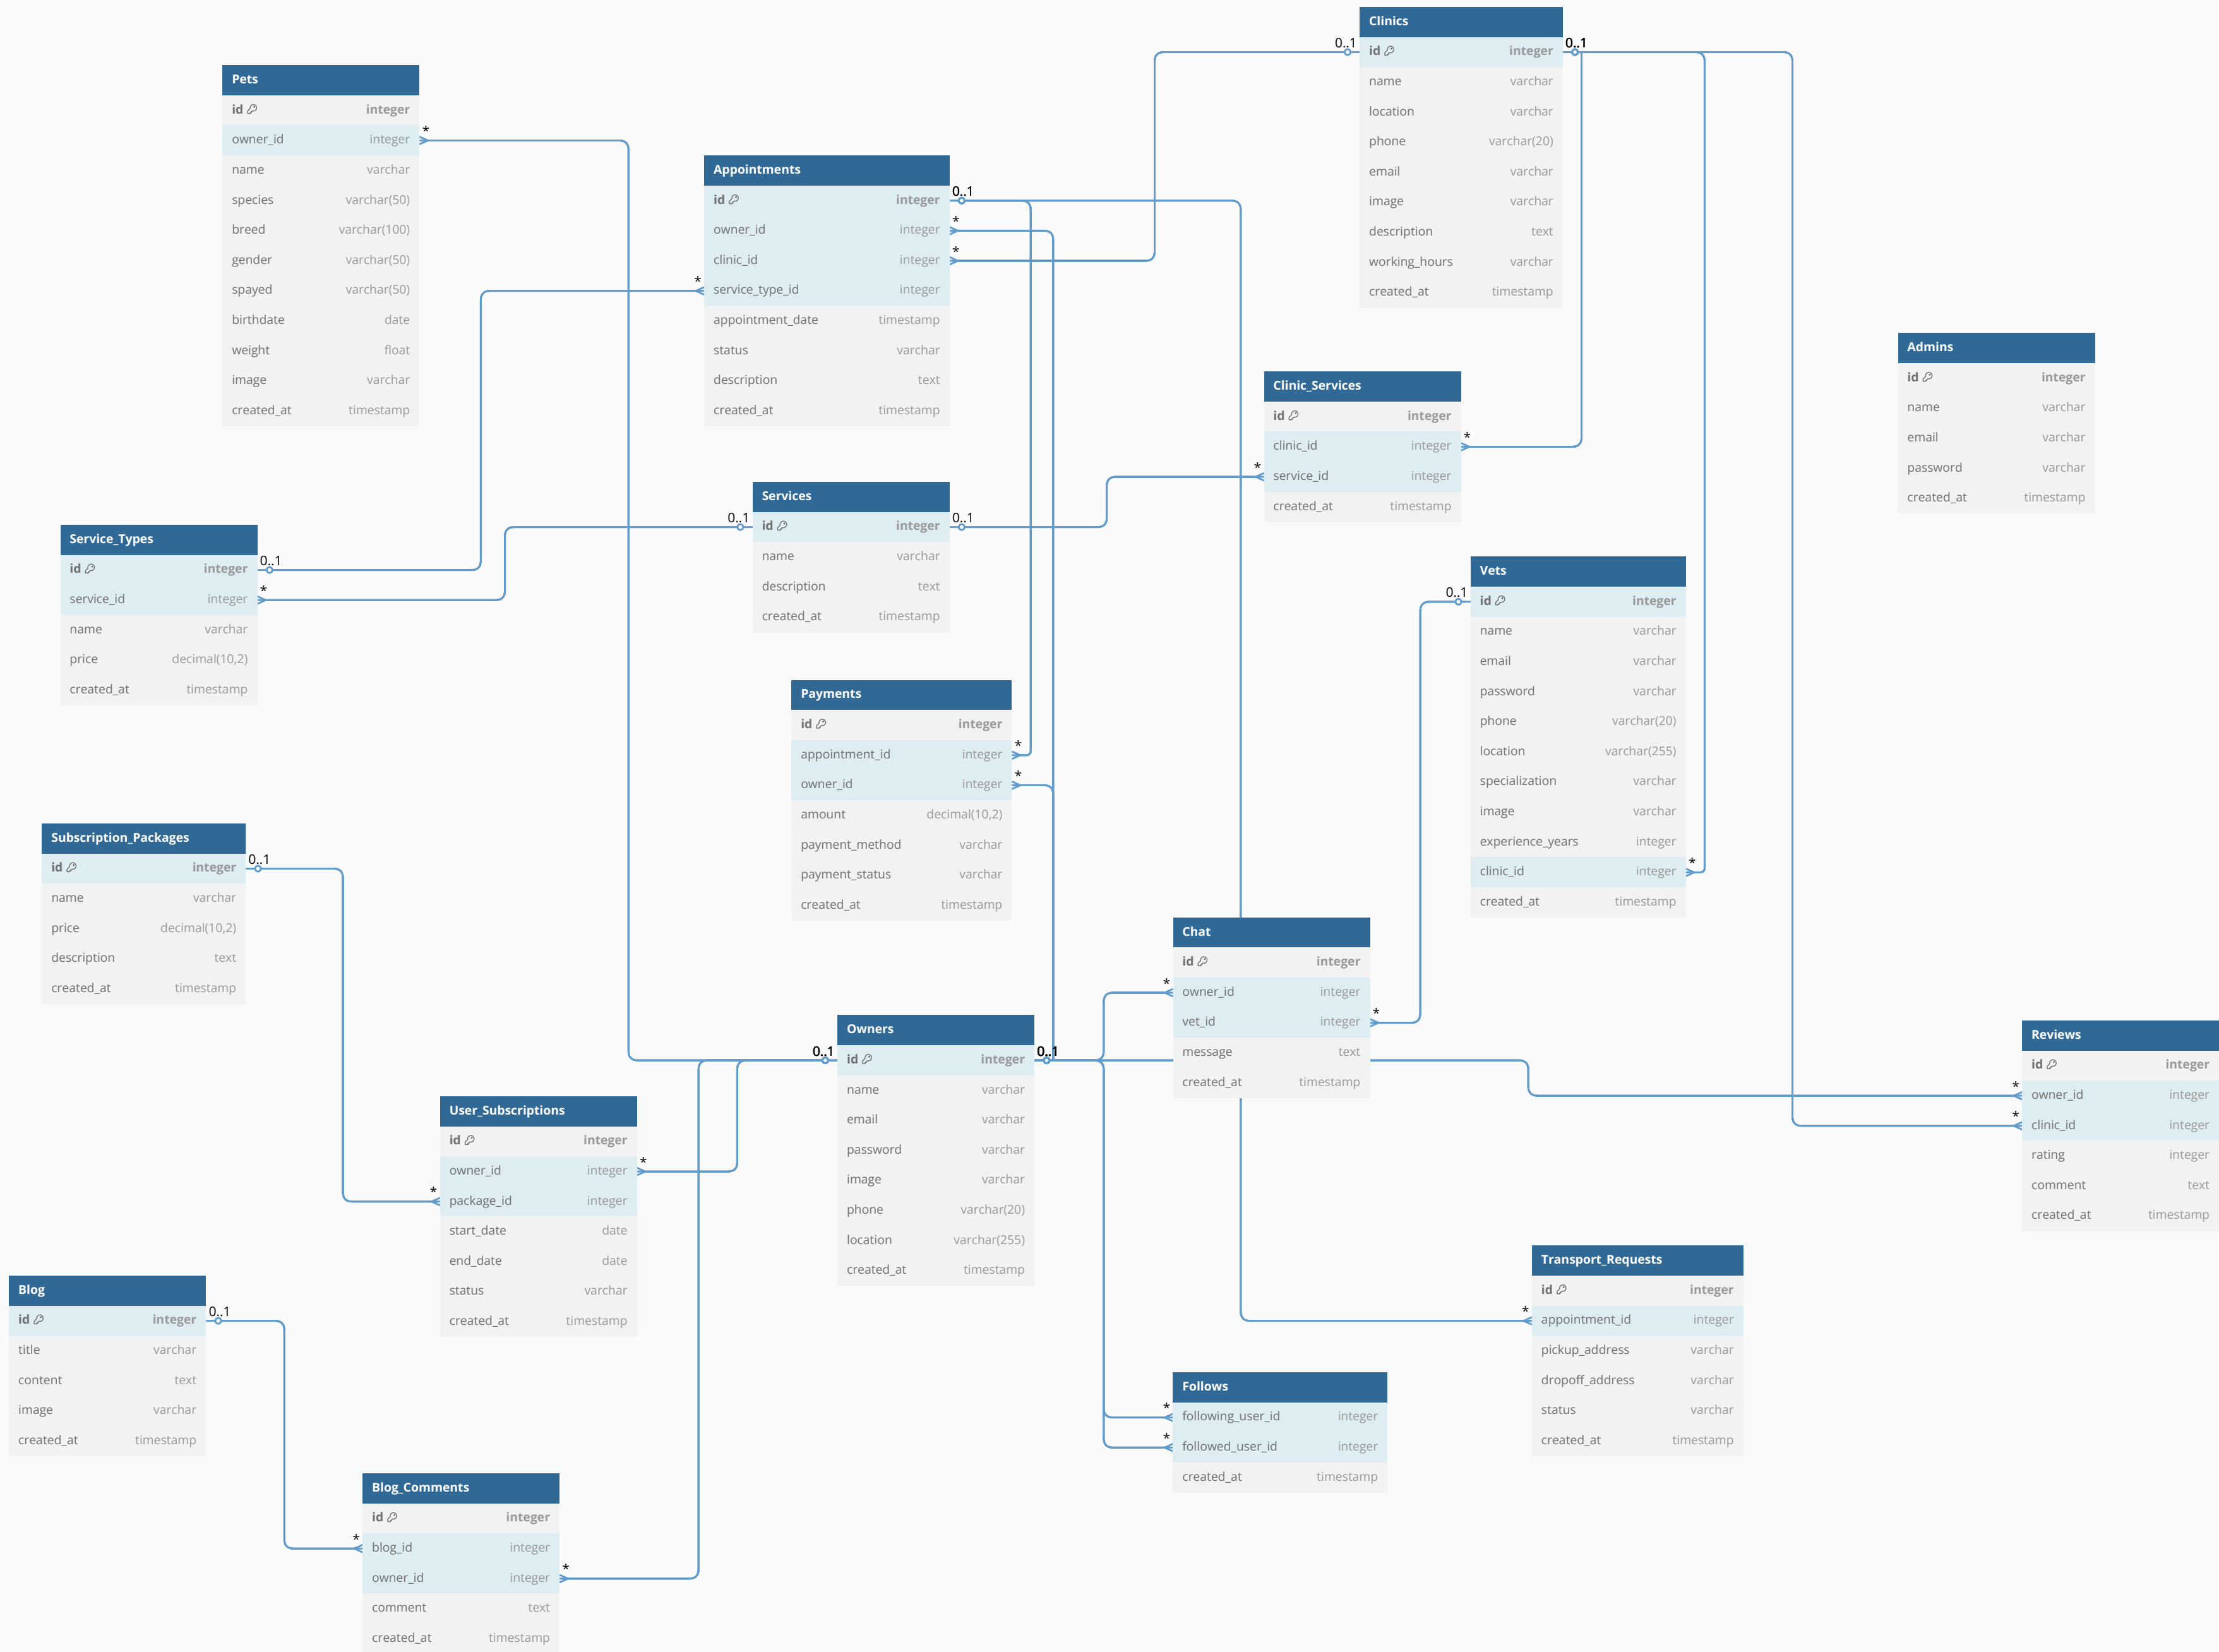 Clinics
0..1
id integer
0..1
name varchar
location varchar
phone varchar(20)
email varchar
image varchar
description text
working_hours varchar
created_at timestamp
Pets
id integer
owner_id integer
*
name varchar
species varchar(50)
breed varchar(100)
gender varchar(50)
spayed varchar(50)
birthdate date
weight float
image varchar
created_at timestamp
Appointments
id integer
0..1
owner_id integer
*
clinic_id integer
*
*
service_type_id integer
appointment_date timestamp
status varchar
description text
created_at timestamp
Admins
id integer
name varchar
email varchar
password varchar
created_at timestamp
Clinic_Services
id integer
clinic_id integer
*
*
service_id integer
created_at timestamp
Services
0..1
id integer
0..1
name varchar
description text
created_at timestamp
Service_Types
id integer
0..1
service_id integer
*
name varchar
price decimal(10,2)
created_at timestamp
Vets
0..1
id integer
name varchar
email varchar
password varchar
phone varchar(20)
location varchar(255)
specialization varchar
image varchar
experience_years integer
clinic_id integer
*
created_at timestamp
Payments
id integer
appointment_id integer
*
owner_id integer
*
amount decimal(10,2)
payment_method varchar
payment_status varchar
created_at timestamp
Subscription_Packages
id integer
0..1
name varchar
price decimal(10,2)
description text
created_at timestamp
Chat
id integer
*
owner_id integer
vet_id integer
*
message text
created_at timestamp
Owners
0..1
id integer
0..1
name varchar
email varchar
password varchar
image varchar
phone varchar(20)
location varchar(255)
created_at timestamp
Reviews
id integer
*
owner_id integer
*
clinic_id integer
rating integer
comment text
created_at timestamp
User_Subscriptions
id integer
owner_id integer
*
*
package_id integer
start_date date
end_date date
status varchar
created_at timestamp
Transport_Requests
id integer
*
appointment_id integer
pickup_address varchar
dropoff_address varchar
status varchar
created_at timestamp
Blog
id integer
0..1
title varchar
content text
image varchar
created_at timestamp
Follows
*
following_user_id integer
*
followed_user_id integer
created_at timestamp
Blog_Comments
id integer
*
blog_id integer
owner_id integer
*
comment text
created_at timestamp